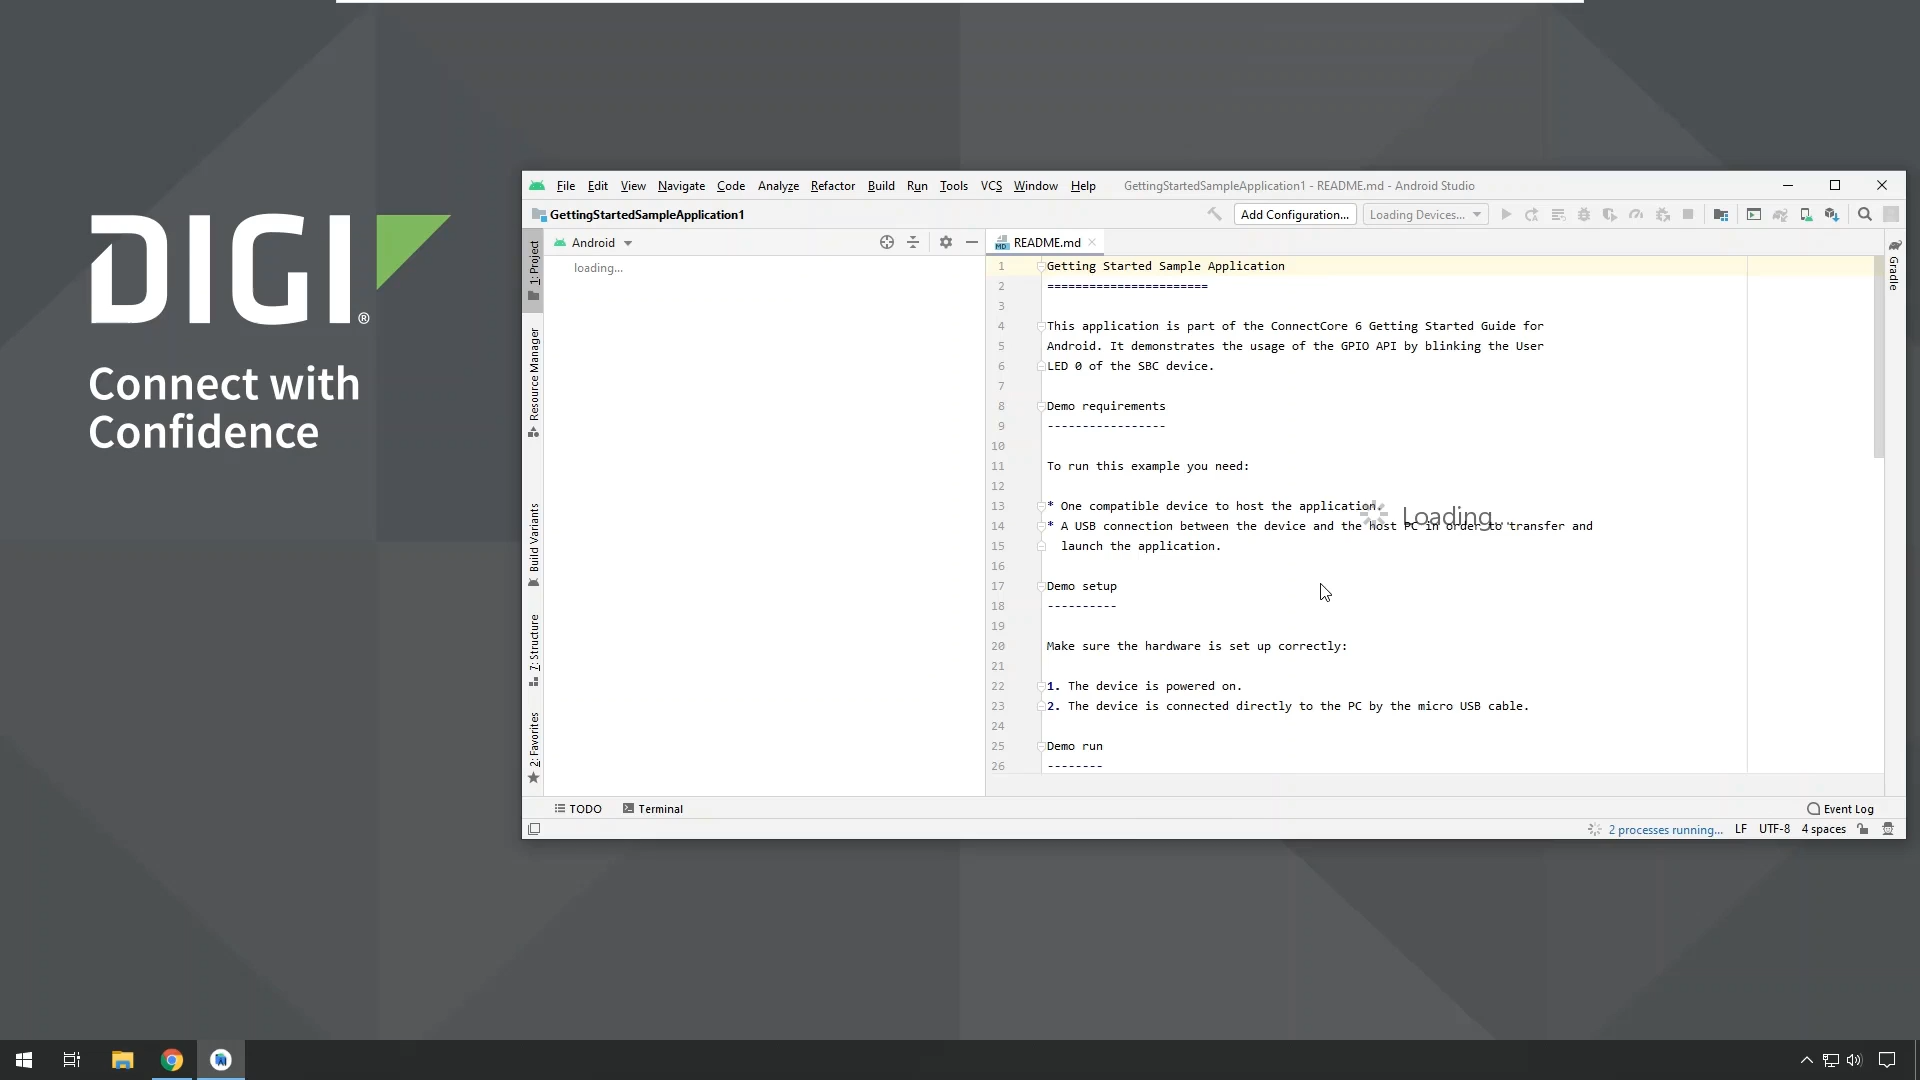 DIGI®
Connect with
Confidence
File Edit View Navigate Code Analyze Refactor Build Run Tools VCS Window Help GettingStartedSampleApplication1 - README.md - Android Studio
GettingStartedSampleApplication1 Add Configuration... Loading Devices...
Android
README.md
1: Project
Resource Manager
Build Variants
7: Structure
2: Favorites
loading...
1 Getting Started Sample Application
2 =======================
3
4 This application is part of the ConnectCore 6 Getting Started Guide for
5 Android. It demonstrates the usage of the GPIO API by blinking the User
6 LED 0 of the SBC device.
7
8 Demo requirements
9 -----------------
10
11 To run this example you need:
12
13 * One compatible device to host the application.
14 * A USB connection between the device and the host PC in order to transfer and
15 launch the application.
16
17 Demo setup
18 ----------
19
20 Make sure the hardware is set up correctly:
21
22 1. The device is powered on.
23 2. The device is connected directly to the PC by the micro USB cable.
24
25 Demo run
26 --------
Loading...
Gradle
TODO Terminal Event Log
2 processes running... LF UTF-8 4 spaces